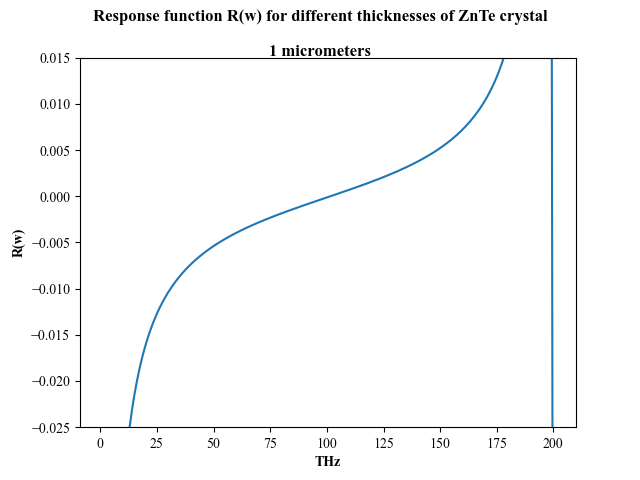 Response function R(w) for different thicknesses of ZnTe crystal
1 micrometers
0.015
0.010
0.005
0.000
−0.005
−0.010
−0.015
−0.020
−0.025
R(w)
0 25 50 75 100 125 150 175 200
THz